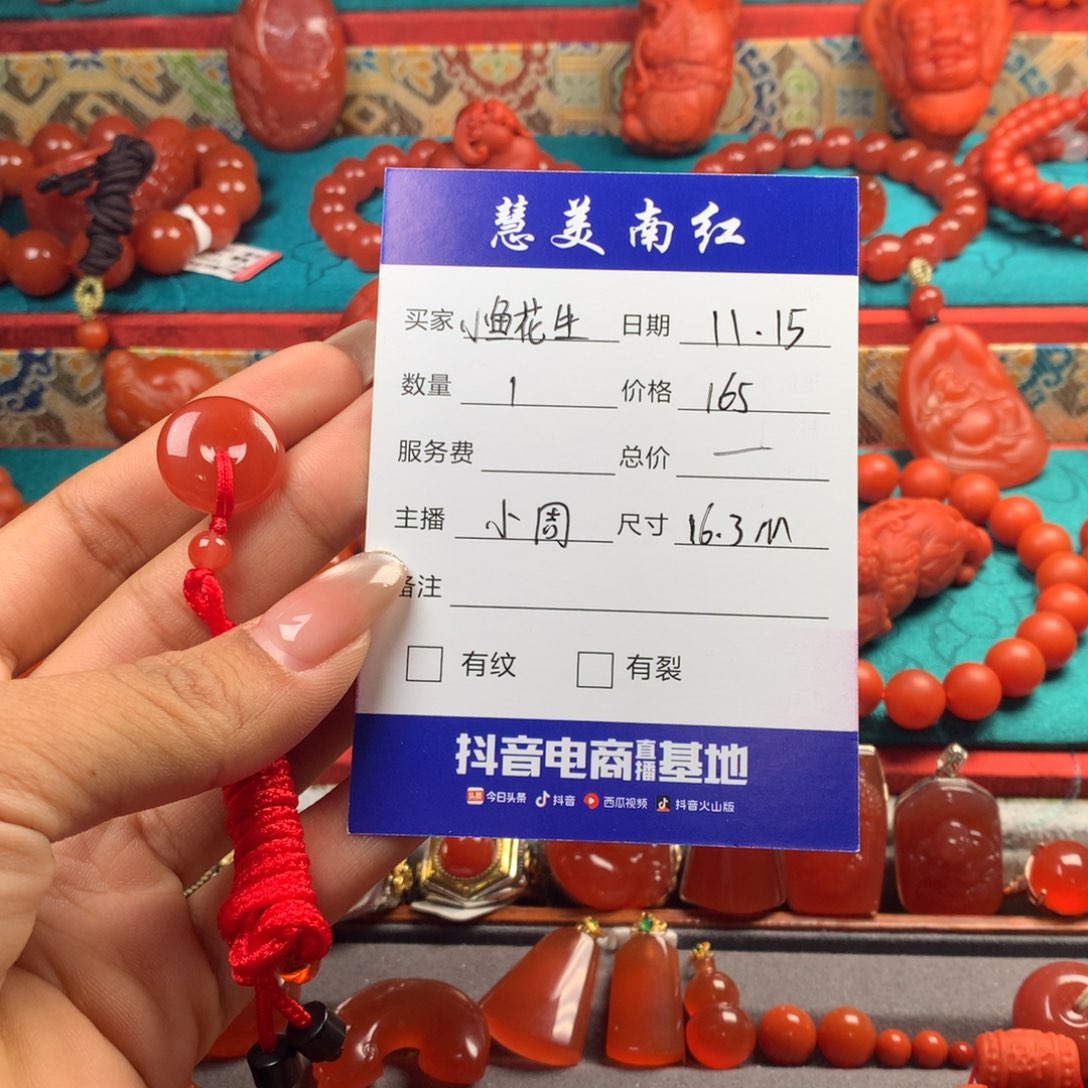 慧美南红
买家 小鱼花生 日期 11.15
数量 1 价格 165
服务费 总价 一
主播 小周 尺寸 16.3m
备注
有纹 有裂
抖音电商直播基地
头条 今日头条 抖音 西瓜视频 抖音火山版